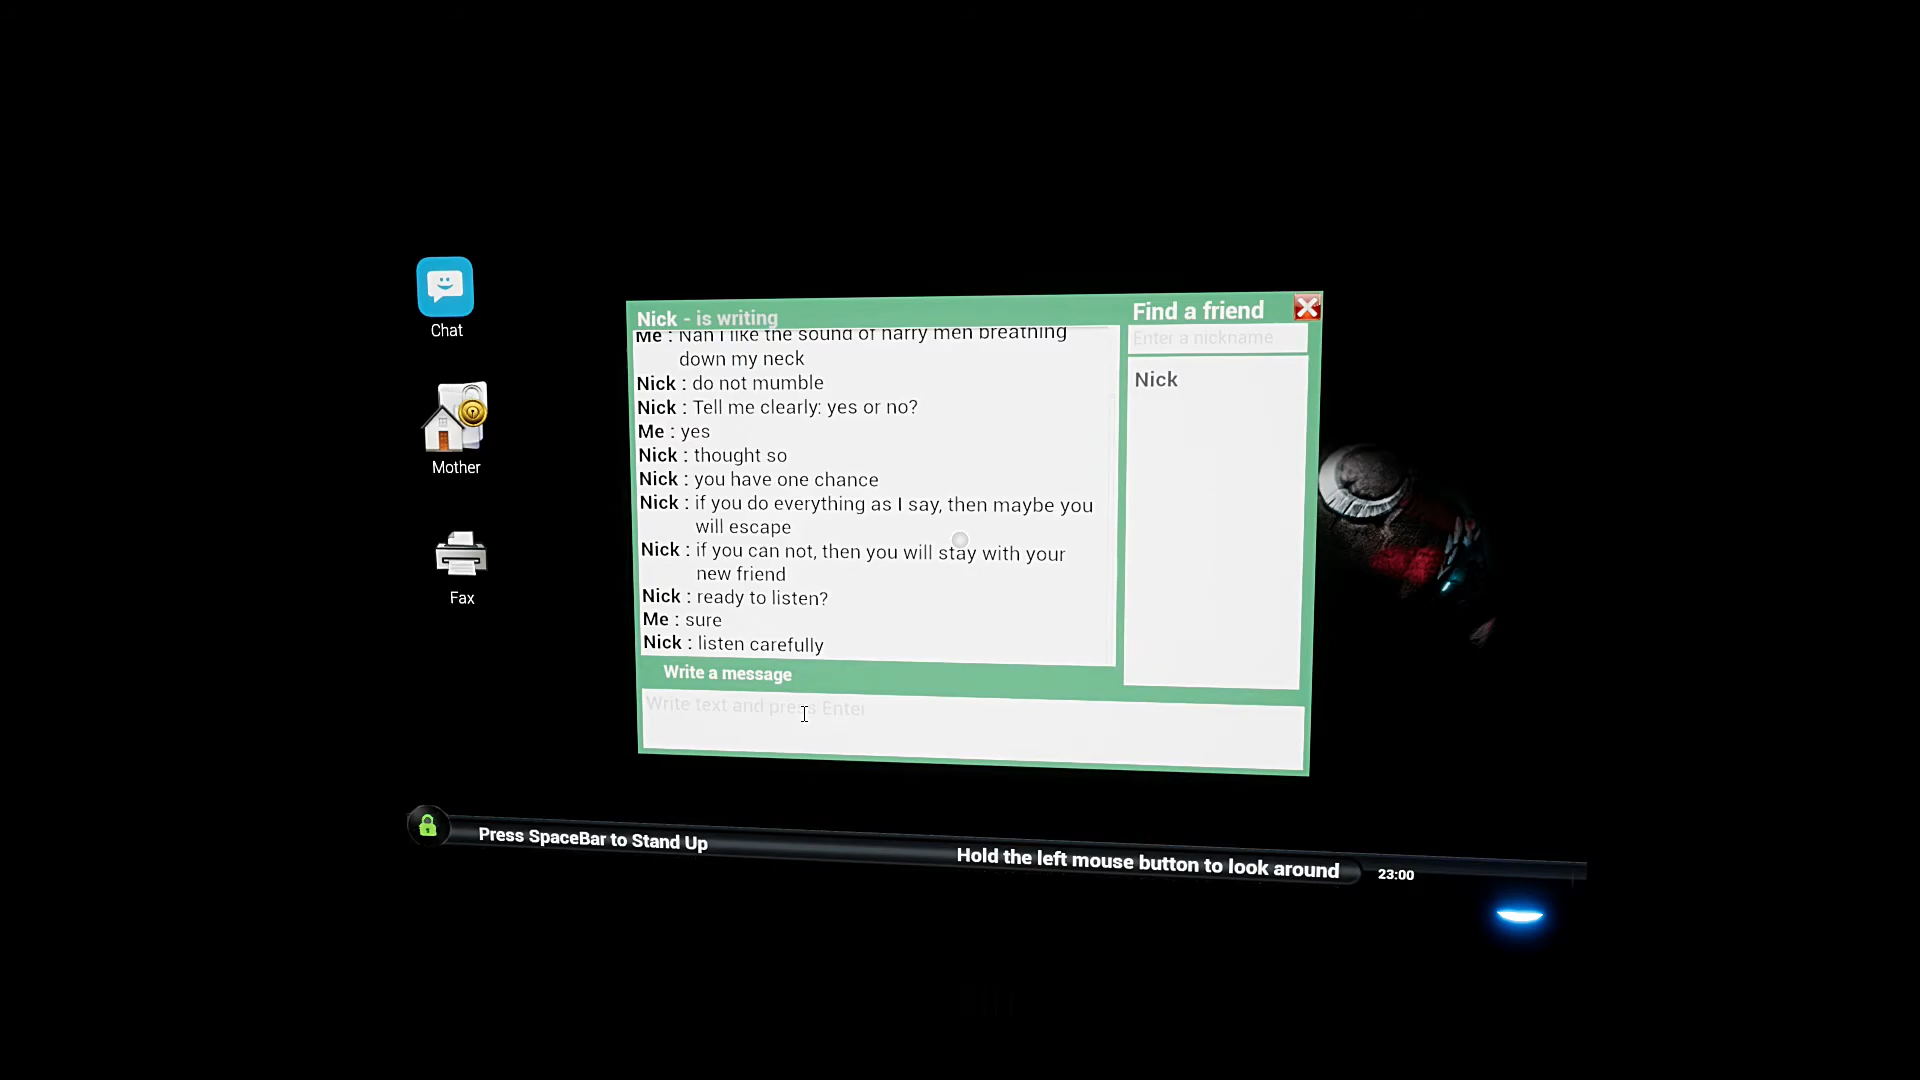 Chat
Mother
Fax
Nick - is writing
Me : Nah I like the sound of harry men breathing
down my neck
Nick : do not mumble
Nick : Tell me clearly: yes or no?
Me : yes
Nick : thought so
Nick : you have one chance
Nick : if you do everything as I say, then maybe you
will escape
Nick : if you can not, then you will stay with your
new friend
Nick : ready to listen?
Me : sure
Nick : listen carefully
Write a message
Write text and press Enter
Find a friend
Enter a nickname
Nick
Press SpaceBar to Stand Up
Hold the left mouse button to look around
23:00